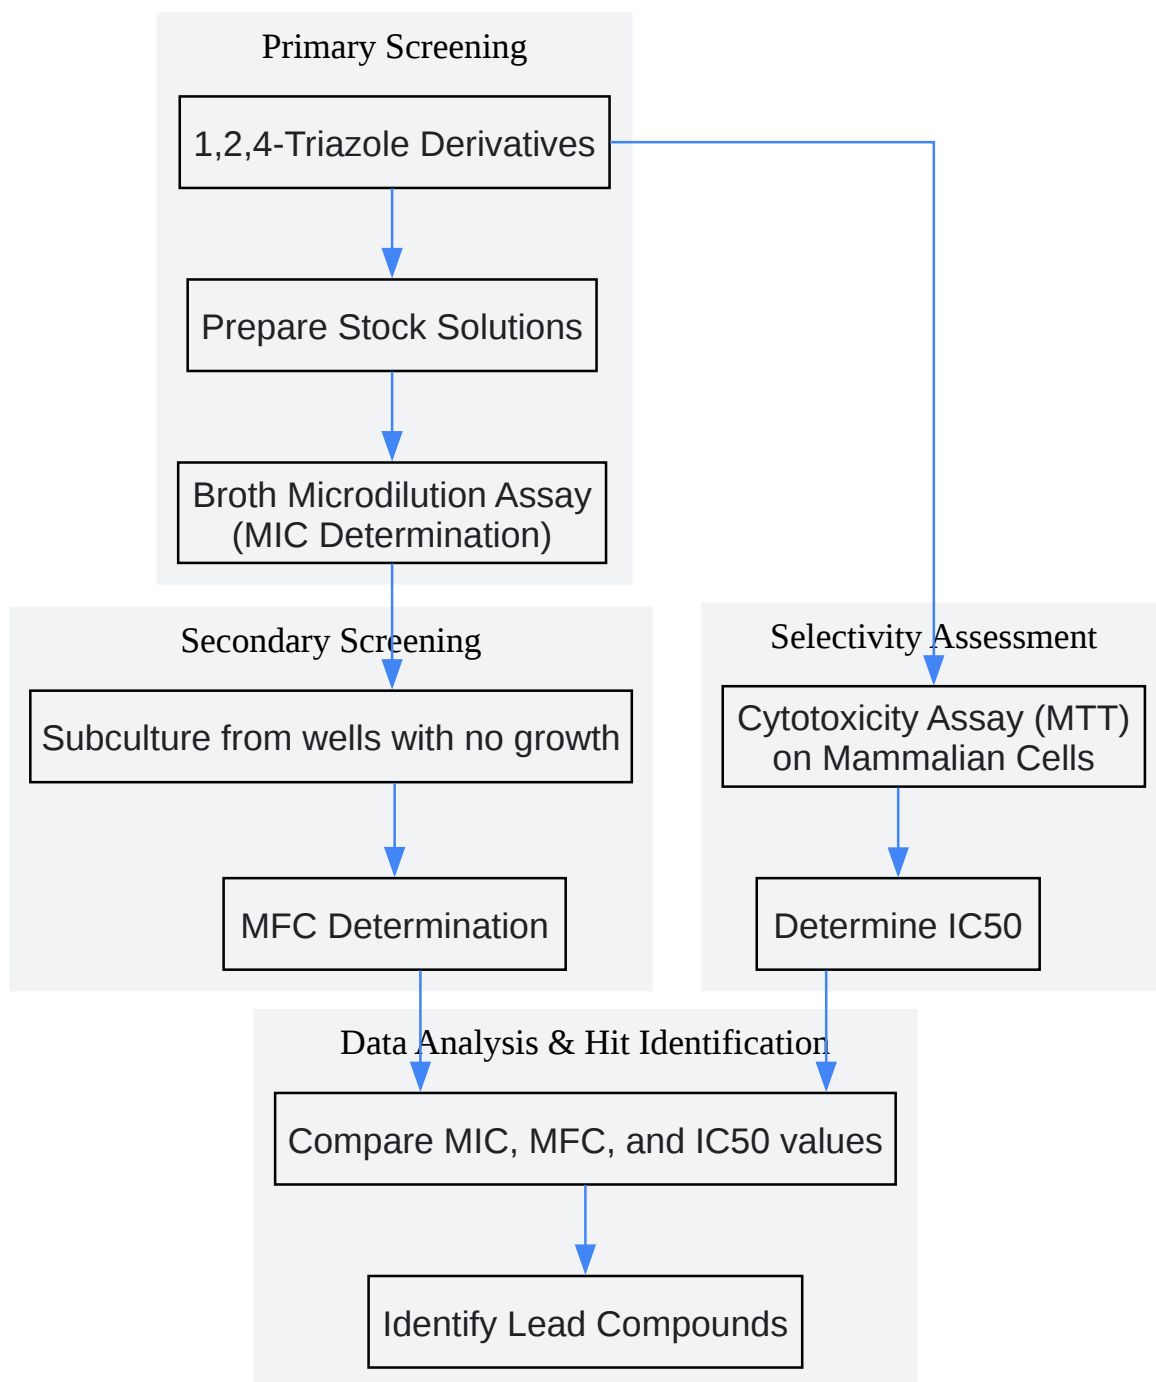 Primary Screening
1,2,4-Triazole Derivatives
Prepare Stock Solutions
Broth Microdilution Assay
(MIC Determination)
Secondary Screening
Subculture from wells with no growth
MFC Determination
Selectivity Assessment
Cytotoxicity Assay (MTT)
on Mammalian Cells
Determine IC50
Data Analysis & Hit Identification
Compare MIC, MFC, and IC50 values
Identify Lead Compounds